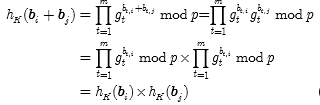 h_K(b_i + b_j) = ∏_{t=1}^{m} g_t^{b_{t,i}+b_{t,j}} mod p = ∏_{t=1}^{m} g_t^{b_{t,i}} g_t^{b_{t,j}} mod p
= ∏_{t=1}^{m} g_t^{b_{t,i}} mod p × ∏_{t=1}^{m} g_t^{b_{t,i}} mod p
= h_K(b_i) × h_K(b_j) (